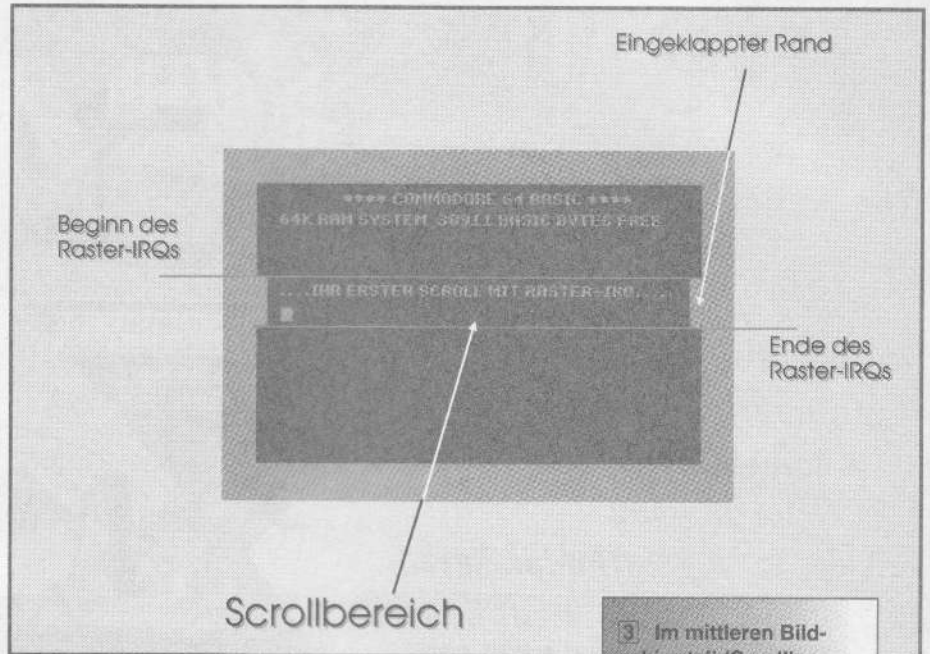 Eingeklappter Rand
**** COMMODORE 64 BASIC ****
64K RAM SYSTEM 38911 BASIC BYTES FREE
Beginn des
Raster-IRQs
....IHR ERSTER SCROLL MIT RASTER-IRQ.
Ende des
Raster-IRQs
Scrollbereich
3 Im mittleren Bild-